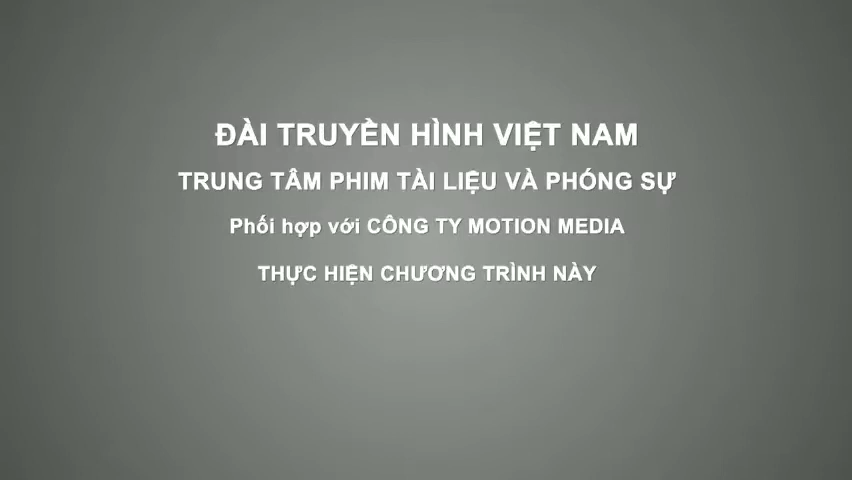 ĐÀI TRUYỀN HÌNH VIỆT NAM
TRUNG TÂM PHIM TÀI LIỆU VÀ PHÓNG SỰ
Phối hợp với CÔNG TY MOTION MEDIA
THỰC HIỆN CHƯƠNG TRÌNH NÀY